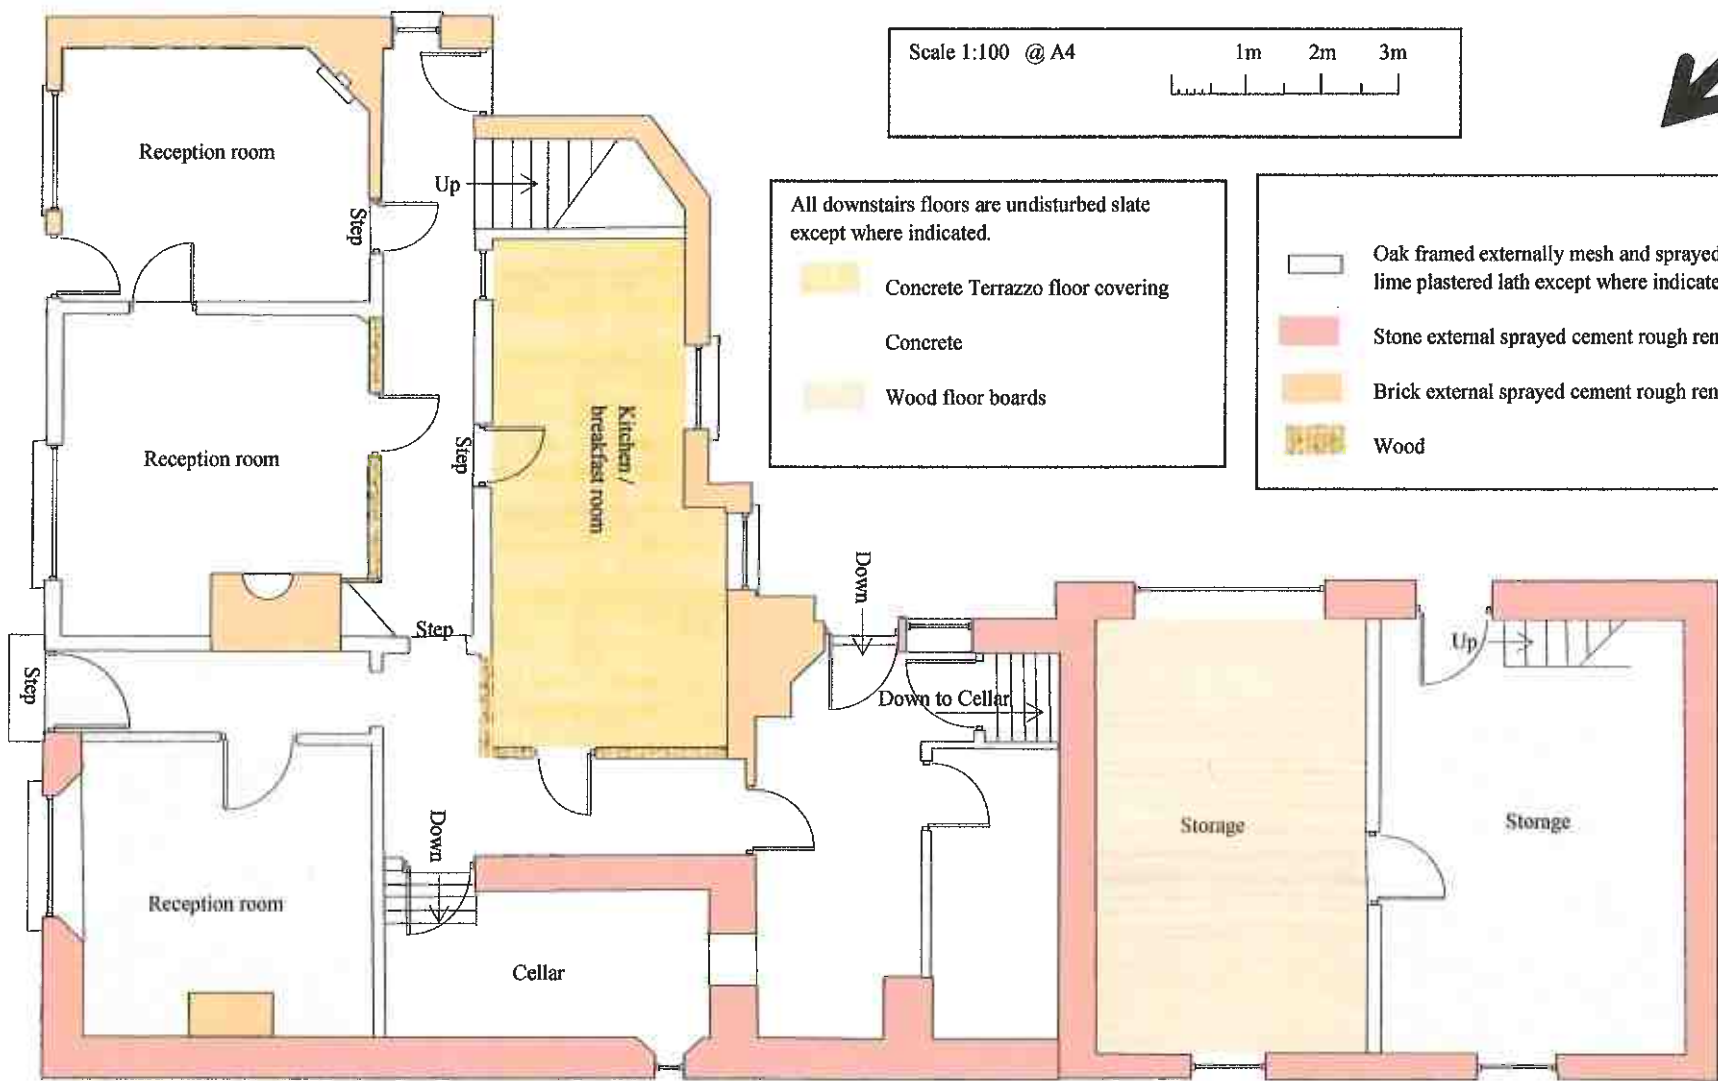 Scale 1:100 @ A4
1m 2m 3m
Reception room
Up
Step
All downstairs floors are undisturbed slate
except where indicated.
Concrete Terrazzo floor covering
Concrete
Wood floor boards
Oak framed externally mesh and sprayed
lime plastered lath except where indicate
Stone external sprayed cement rough ren
Brick external sprayed cement rough ren
Wood
Reception room
Step
Kitchen /
breakfast room
Step
Down
Step
Down to Cellar
Up
Storage
Storage
Down
Reception room
Cellar